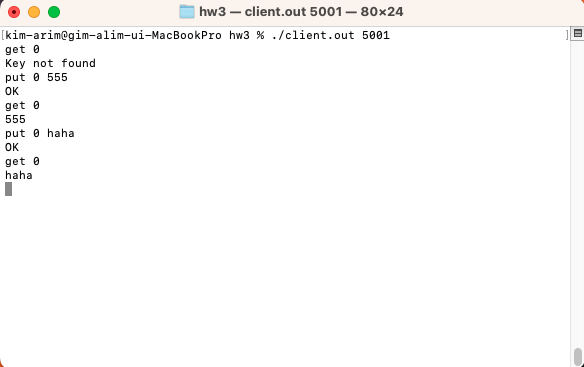 hw3 — client.out 5001 — 80×24
[kim-arim@gim-alim-ui-MacBookPro hw3 % ./client.out 5001 ]
get 0
Key not found
put 0 555
OK
get 0
555
put 0 haha
OK
get 0
haha